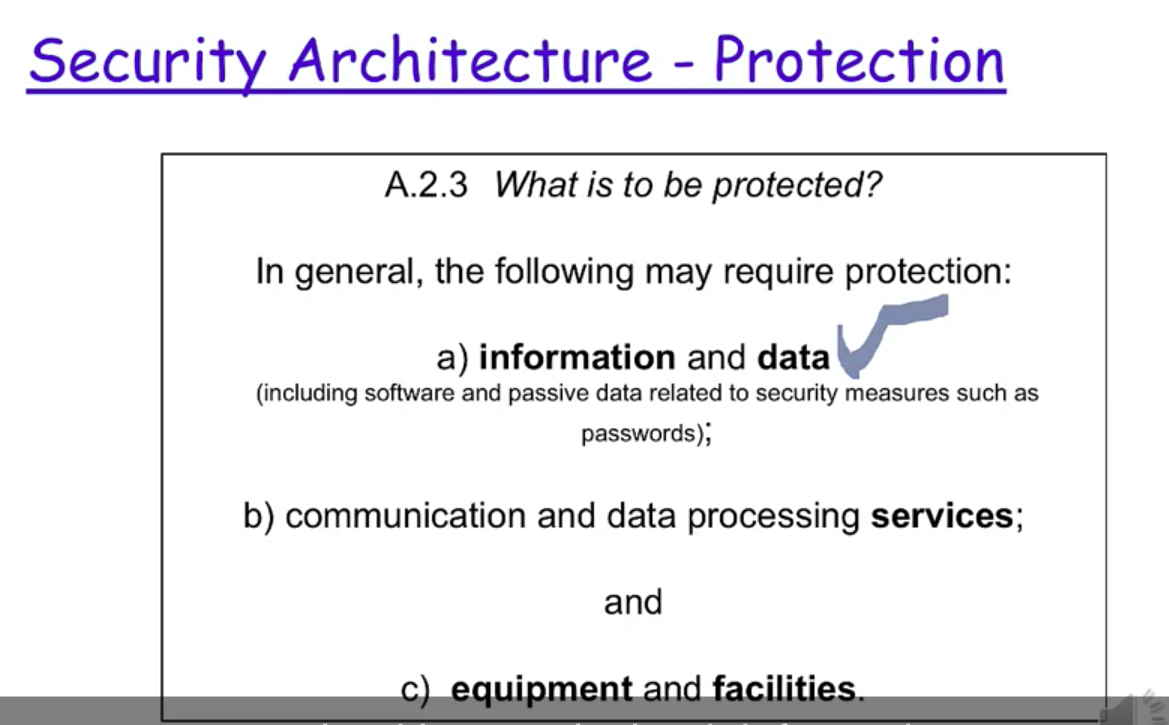 Security Architecture - Protection
A.2.3 What is to be protected?
In general, the following may require protection:
a) information and data
(including software and passive data related to security measures such as
passwords);
b) communication and data processing services;
and
c) equipment and facilities.